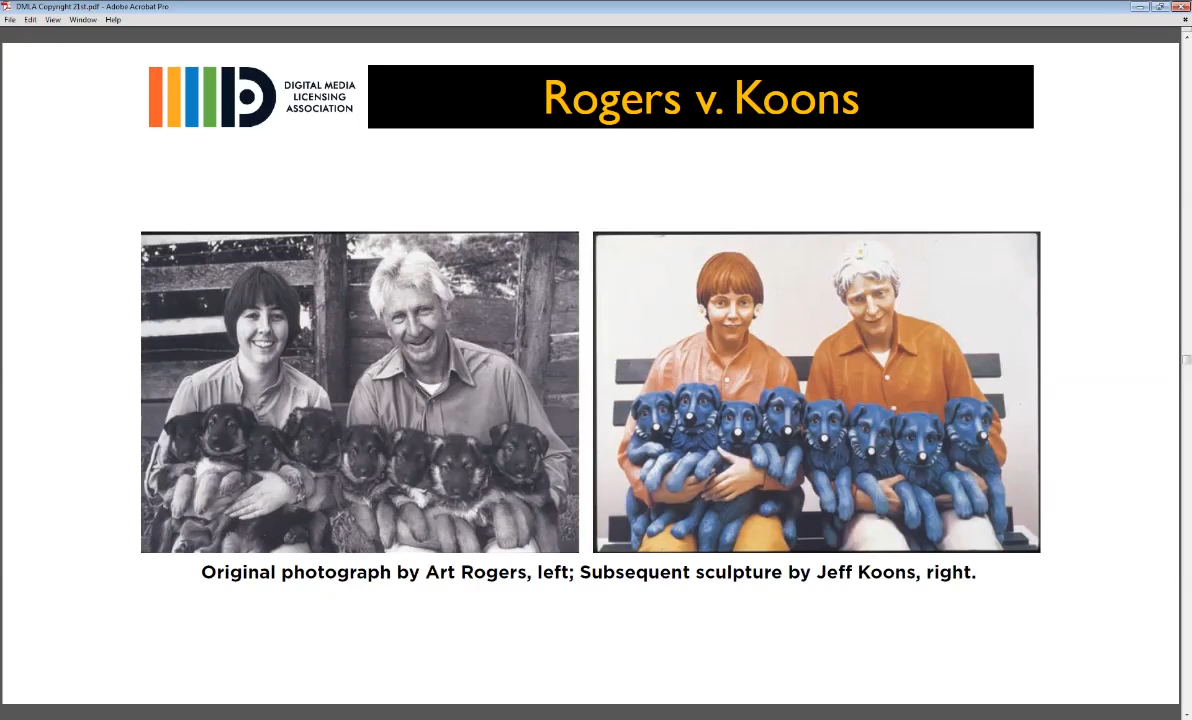 DMLA Copyright 21st.pdf - Adobe Acrobat Pro
File Edit View Window Help
DIGITAL MEDIA
LICENSING
ASSOCIATION
Rogers v. Koons
Original photograph by Art Rogers, left; Subsequent sculpture by Jeff Koons, right.